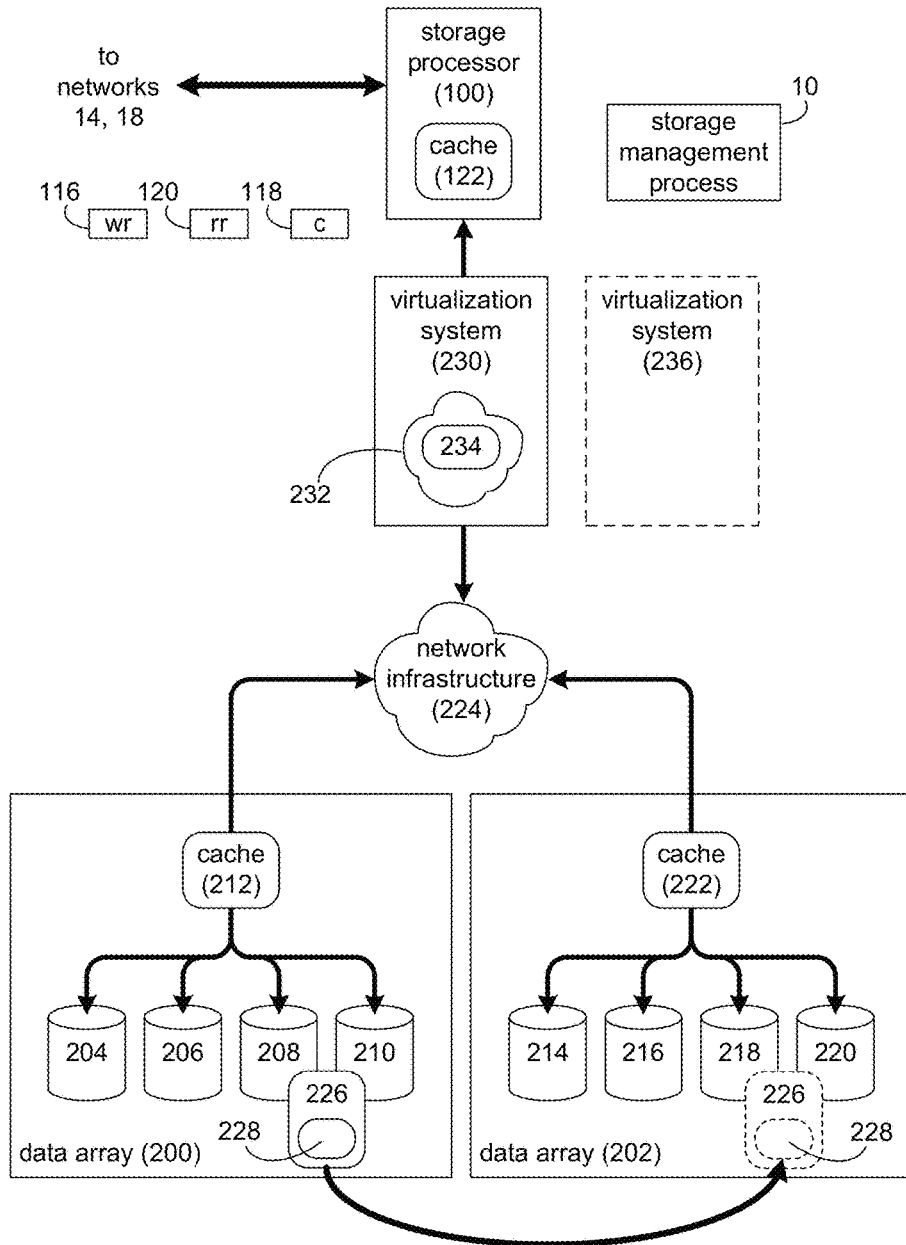 to
networks
14, 18
storage
processor
(100)
cache
(122)
10
storage
management
process
116
wr
120
rr
118
c
virtualization
system
(230)
234
232
virtualization
system
(236)
network
infrastructure
(224)
cache
(212)
cache
(222)
204
206
208
210
214
216
218
220
226
228
data array (200)
226
228
data array (202)